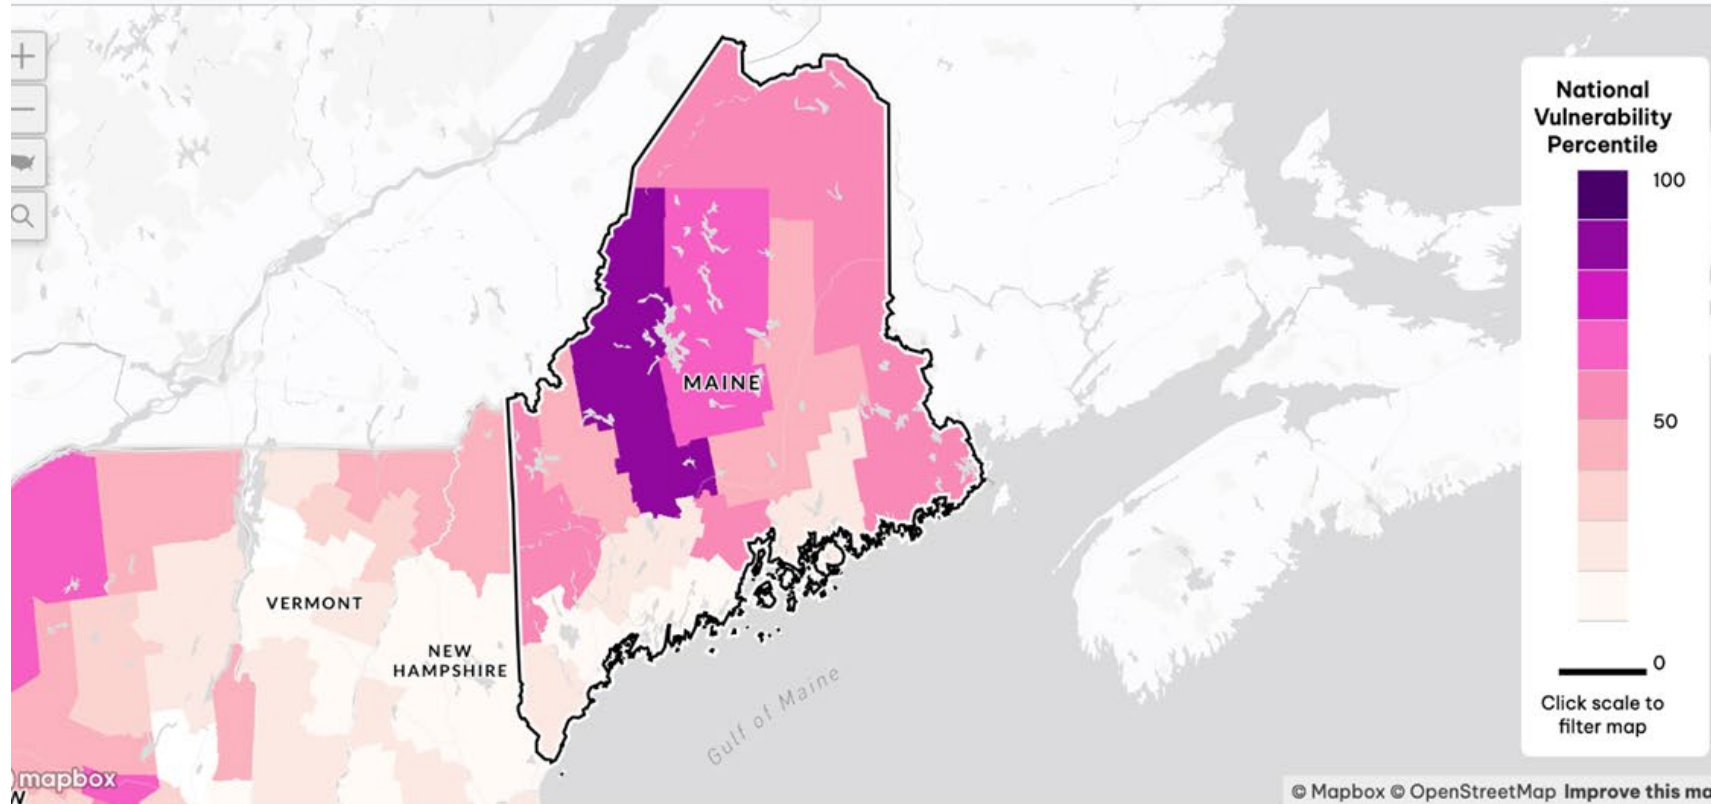 MAINE
VERMONT
NEW
HAMPSHIRE
Gulf of Maine
National
Vulnerability
Percentile
100
50
0
Click scale to
filter map
mapbox
© Mapbox © OpenStreetMap Improve this